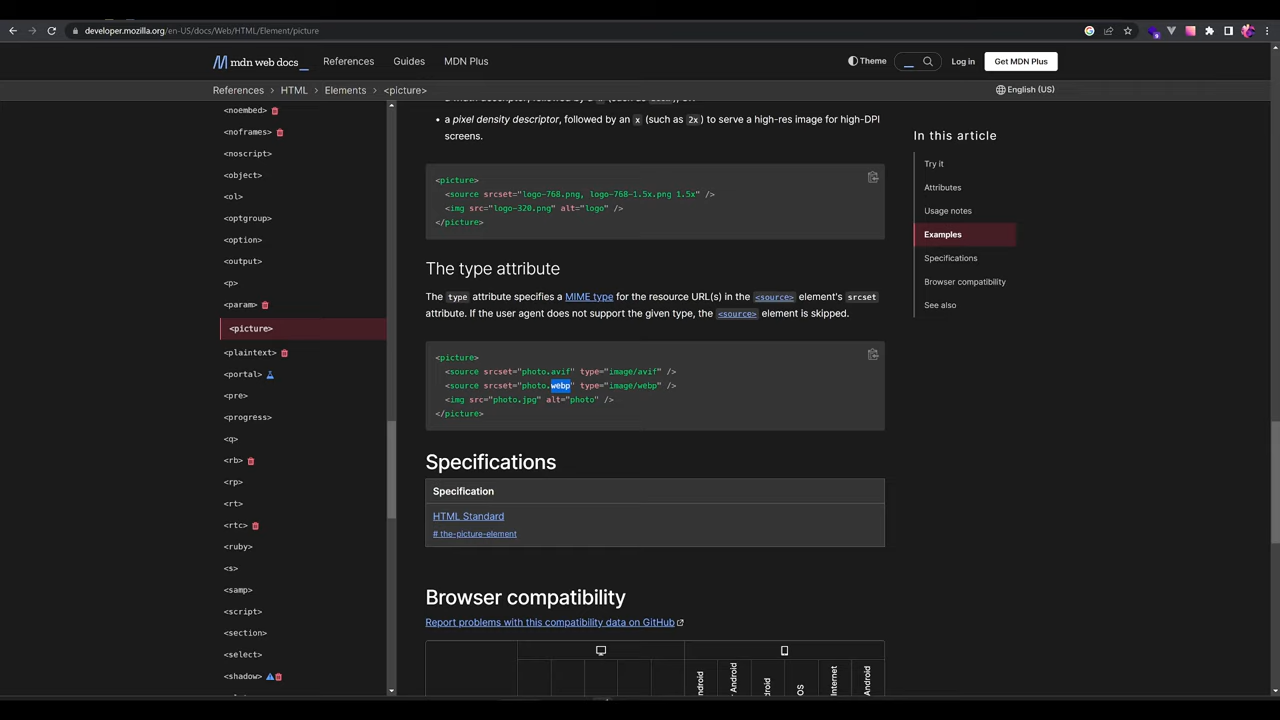 developer.mozilla.org/en-US/docs/Web/HTML/Element/picture
mdn web docs
References
Guides
MDN Plus
Theme
Log in
Get MDN Plus
References
HTML
Elements
<picture>
English (US)
<noembed>
<noframes>
<noscript>
<object>
<ol>
<optgroup>
<option>
<output>
<p>
<param>
<picture>
<plaintext>
<portal>
<pre>
<progress>
<q>
<rb>
<rp>
<rt>
<rtc>
<ruby>
<s>
<samp>
<script>
<section>
<select>
<shadow>
• a pixel density descriptor, followed by an x (such as 2x) to serve a high-res image for high-DPI
screens.
<picture>
<source srcset="logo-768.png, logo-768-1.5x.png 1.5x" />
<img src="logo-320.png" alt="logo" />
</picture>
The type attribute
The type attribute specifies a MIME type for the resource URL(s) in the <source> element's srcset
attribute. If the user agent does not support the given type, the <source> element is skipped.
<picture>
<source srcset="photo.avif" type="image/avif" />
<source srcset="photo.webp" type="image/webp" />
<img src="photo.jpg" alt="photo" />
</picture>
Specifications
Specification
HTML Standard
# the-picture-element
Browser compatibility
Report problems with this compatibility data on GitHub
In this article
Try it
Attributes
Usage notes
Examples
Specifications
Browser compatibility
See also